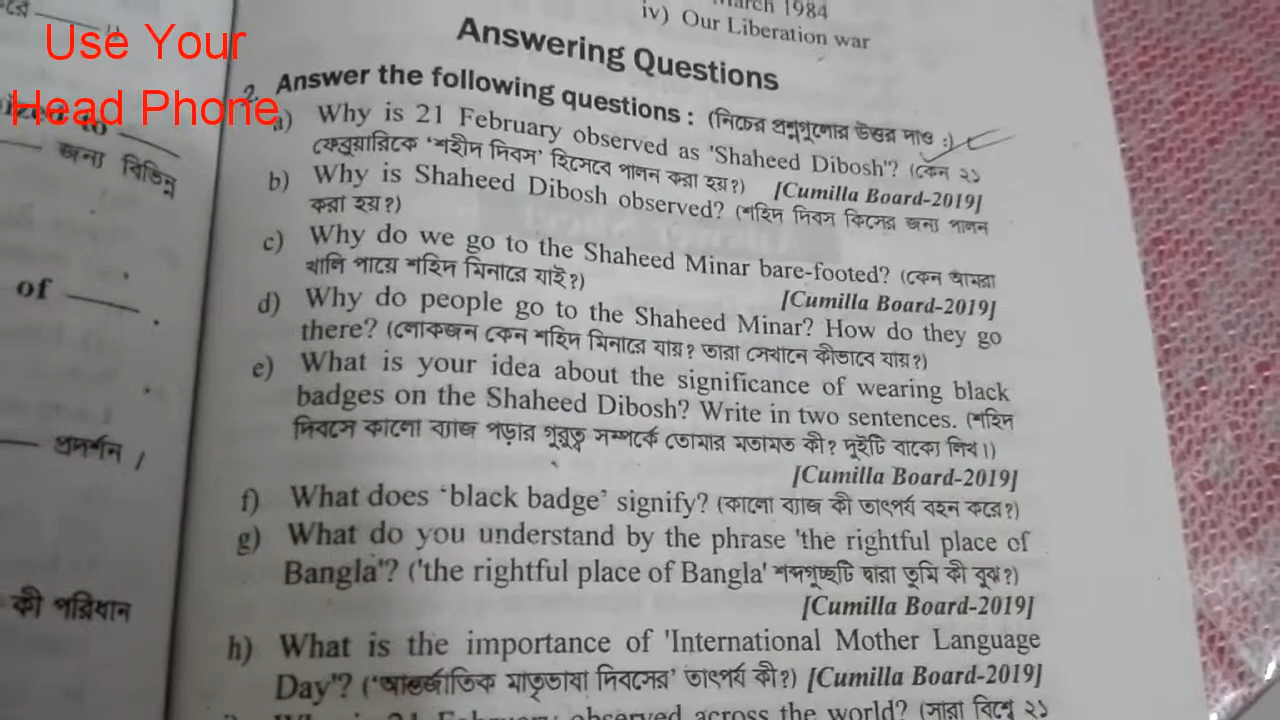 March 1984
iv) Our Liberation war
Use Your
Head Phone
Answering Questions
2. Answer the following questions : (নিচের প্রশ্নগুলোর উত্তর দাও :)
a) Why is 21 February observed as 'Shaheed Dibosh'? (কেন ২১
ফেব্রুয়ারিকে ‘শহীদ দিবস’ হিসেবে পালন করা হয়?) [Cumilla Board-2019]
b) Why is Shaheed Dibosh observed? (শহিদ দিবস কিসের জন্য পালন
করা হয়?)
c) Why do we go to the Shaheed Minar bare-footed? (কেন আমরা
খালি পায়ে শহিদ মিনারে যাই?) [Cumilla Board-2019]
d) Why do people go to the Shaheed Minar? How do they go
there? (লোকজন কেন শহিদ মিনারে যায়? তারা সেখানে কীভাবে যায়?)
e) What is your idea about the significance of wearing black
badges on the Shaheed Dibosh? Write in two sentences. (শহিদ
দিবসে কালো ব্যাজ পড়ার গুরুত্ব সম্পর্কে তোমার মতামত কী? দুইটি বাক্যে লিখ।)
[Cumilla Board-2019]
f) What does ‘black badge’ signify? (কালো ব্যাজ কী তাৎপর্য বহন করে?)
g) What do you understand by the phrase 'the rightful place of
Bangla'? ('the rightful place of Bangla' শব্দগুচ্ছটি দ্বারা তুমি কী বুঝ?)
[Cumilla Board-2019]
h) What is the importance of 'International Mother Language
Day'? (‘আন্তর্জাতিক মাতৃভাষা দিবসের’ তাৎপর্য কী?) [Cumilla Board-2019]
21 February observed across the world? (সারা বিশ্বে ২১
to
জন্য বিভিন্ন
of
প্রদর্শন।
কী পরিধান